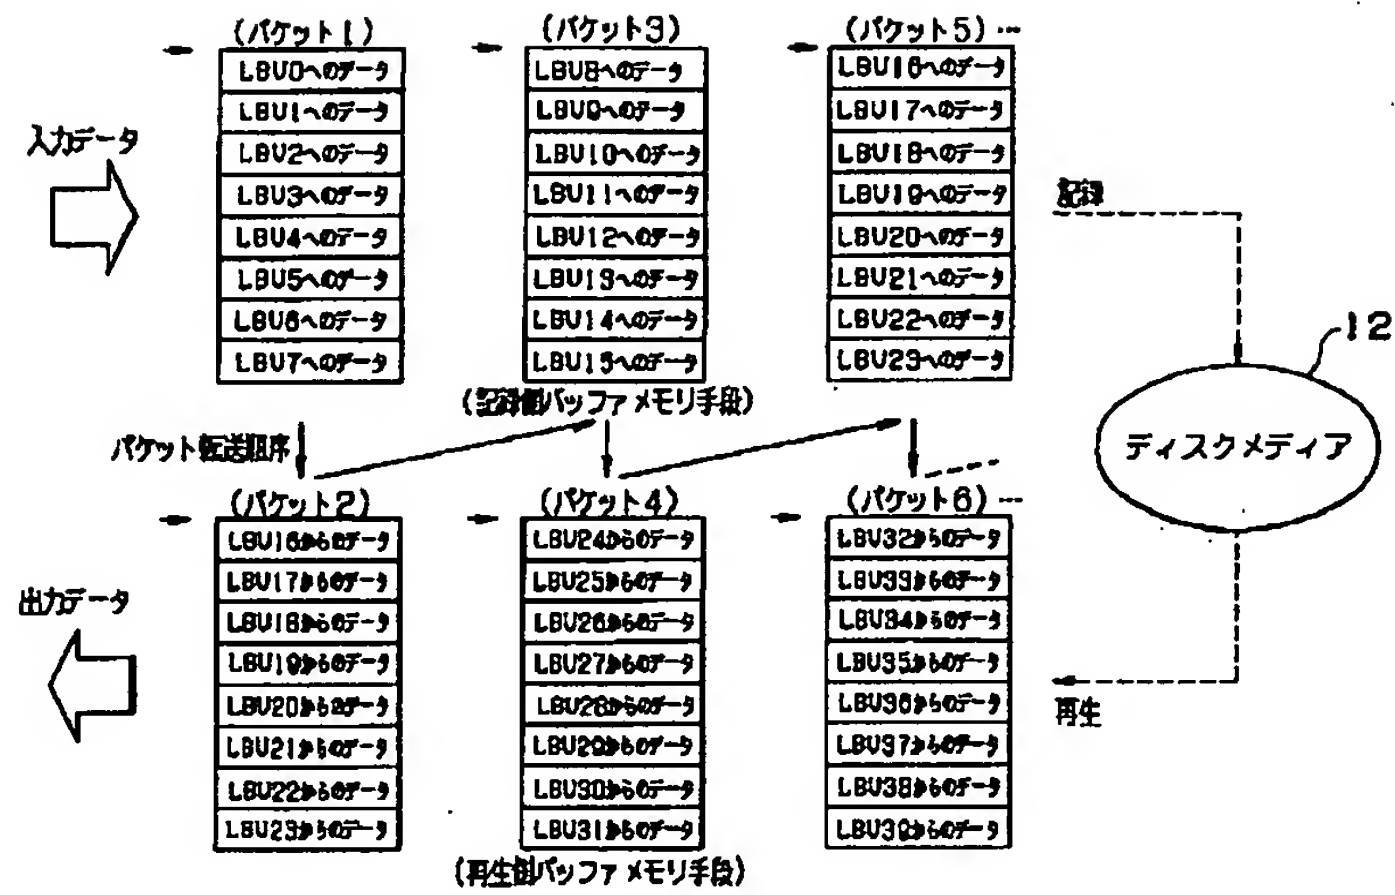 (パケット1)
LBU0へのデータ
LBU1へのデータ
LBU2へのデータ
LBU3へのデータ
LBU4へのデータ
LBU5へのデータ
LBU6へのデータ
LBU7へのデータ
(パケット3)
LBU8へのデータ
LBU9へのデータ
LBU10へのデータ
LBU11へのデータ
LBU12へのデータ
LBU13へのデータ
LBU14へのデータ
LBU15へのデータ
(パケット5)…
LBU16へのデータ
LBU17へのデータ
LBU18へのデータ
LBU19へのデータ
LBU20へのデータ
LBU21へのデータ
LBU22へのデータ
LBU23へのデータ
入力データ
記録
12
ディスクメディア
(記録側バッファメモリ手段)
パケット転送順序
(パケット2)
LBU16からのデータ
LBU17からのデータ
LBU18からのデータ
LBU19からのデータ
LBU20からのデータ
LBU21からのデータ
LBU22からのデータ
LBU23からのデータ
(パケット4)
LBU24からのデータ
LBU25からのデータ
LBU26からのデータ
LBU27からのデータ
LBU28からのデータ
LBU29からのデータ
LBU30からのデータ
LBU31からのデータ
(パケット6)…
LBU32からのデータ
LBU33からのデータ
LBU34からのデータ
LBU35からのデータ
LBU36からのデータ
LBU37からのデータ
LBU38からのデータ
LBU39からのデータ
出力データ
再生
(再生側バッファメモリ手段)